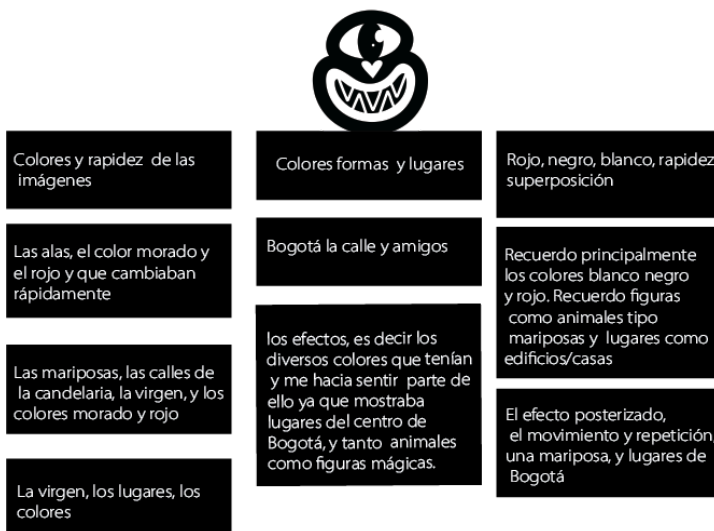 Colores y rapidez de las
imágenes
Las alas, el color morado y
el rojo y que cambiaban
rápidamente
Las mariposas, las calles de
la candelaria, la virgen, y los
colores morado y rojo
La virgen, los lugares, los
colores
Colores formas y lugares
Bogotá la calle y amigos
los efectos, es decir los
diversos colores que tenían
y me hacia sentir parte de
ello ya que mostraba
lugares del centro de
Bogotá, y tanto animales
como figuras mágicas.
Rojo, negro, blanco, rapidez
superposición
Recuerdo principalmente
los colores blanco negro
y rojo. Recuerdo figuras
como animales tipo
mariposas y lugares como
edificios/casas
El efecto posterizado,
el movimiento y repetición,
una mariposa, y lugares de
Bogotá